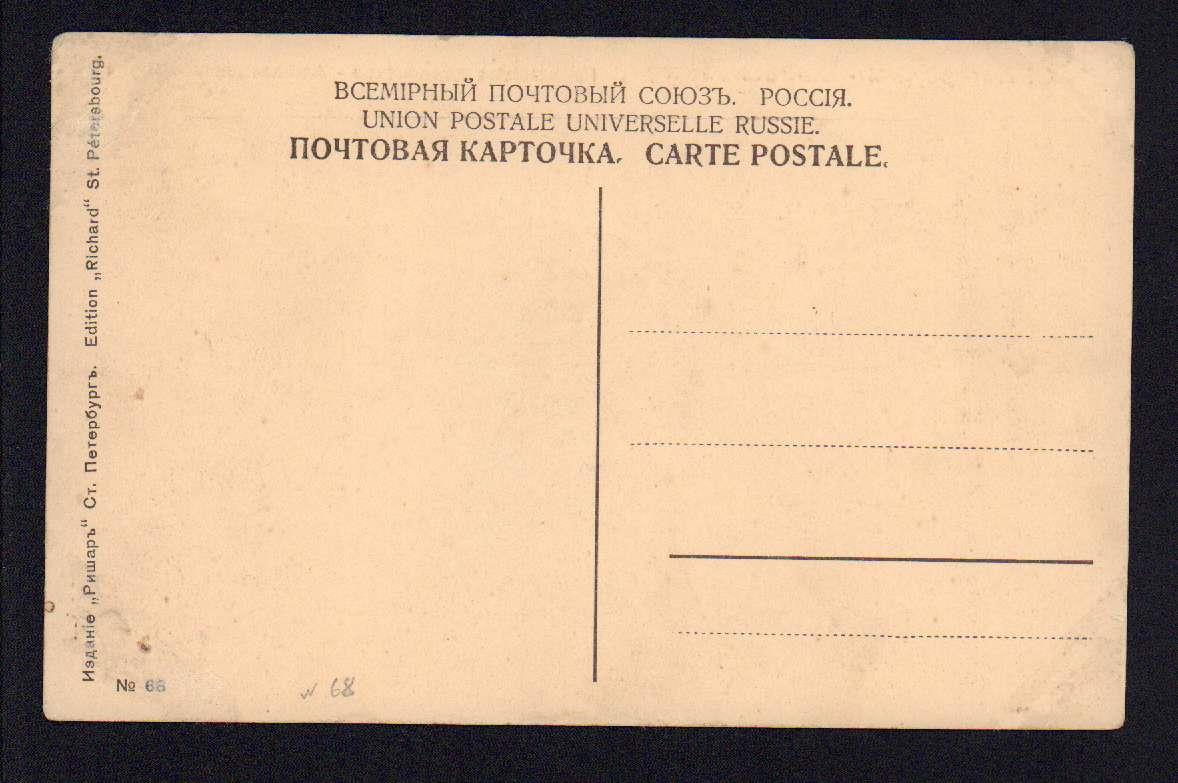 ВСЕМІРНЫЙ ПОЧТОВЫЙ СОЮЗЪ. РОССІЯ.
UNION POSTALE UNIVERSELLE RUSSIE.
ПОЧТОВАЯ КАРТОЧКА. CARTE POSTALE.
Изданіе „Ришаръ“ Ст. Петербургъ. Edition „Richard“ St. Pétersbourg.
№ 68
N 68